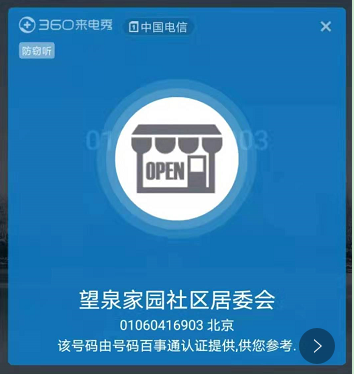 360来电秀 1 中国电信
防窃听
OPEN
望泉家园社区居委会
01060416903 北京
该号码由号码百事通认证提供,供您参考.